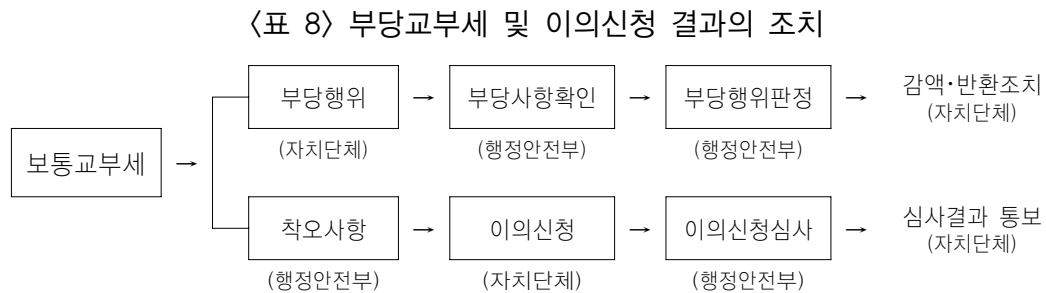 〈표 8〉 부당교부세 및 이의신청 결과의 조치
보통교부세 →
부당행위 → 부당사항확인 → 부당행위판정 → 감액·반환조치
(자치단체) (행정안전부) (행정안전부) (자치단체)
착오사항 → 이의신청 → 이의신청심사 → 심사결과 통보
(행정안전부) (자치단체) (행정안전부) (자치단체)